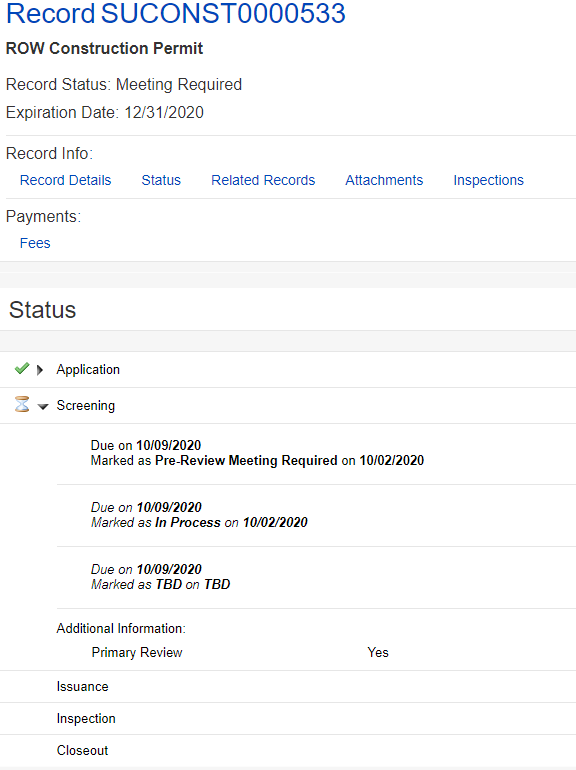 Record SUCONST0000533
ROW Construction Permit
Record Status: Meeting Required
Expiration Date: 12/31/2020
Record Info:
Record Details Status Related Records Attachments Inspections
Payments:
Fees
Status
Application
Screening
Due on 10/09/2020
Marked as Pre-Review Meeting Required on 10/02/2020
Due on 10/09/2020
Marked as In Process on 10/02/2020
Due on 10/09/2020
Marked as TBD on TBD
Additional Information:
Primary Review Yes
Issuance
Inspection
Closeout